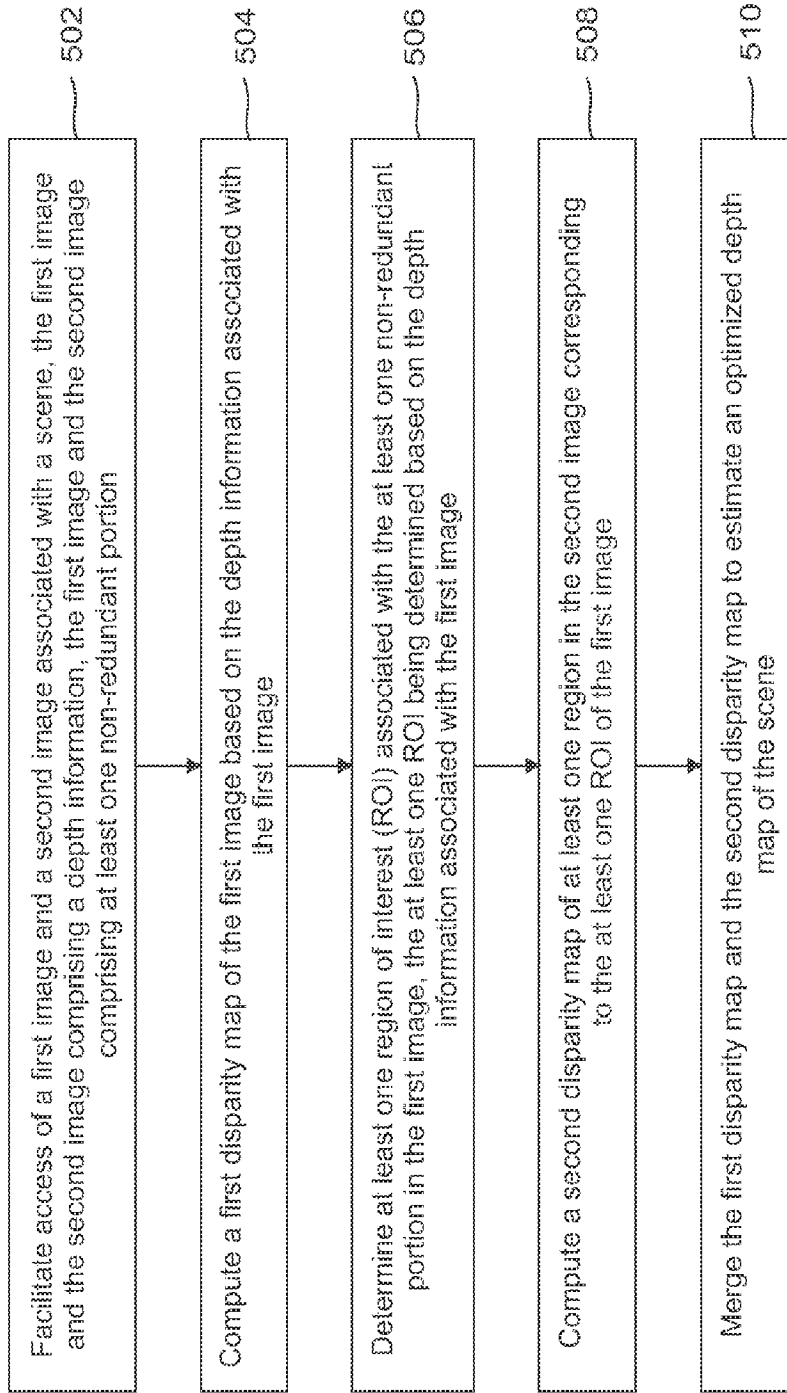 Facilitate access of a first image and a second image associated with a scene, the first image
and the second image comprising a depth information, the first image and the second image
comprising at least one non-redundant portion
502
Compute a first disparity map of the first image based on the depth information associated with
the first image
504
Determine at least one region of interest (ROI) associated with the at least one non-redundant
portion in the first image, the at least one ROI being determined based on the depth
information associated with the first image
506
Compute a second disparity map of at least one region in the second image corresponding
to the at least one ROI of the first image
508
Merge the first disparity map and the second disparity map to estimate an optimized depth
map of the scene
510